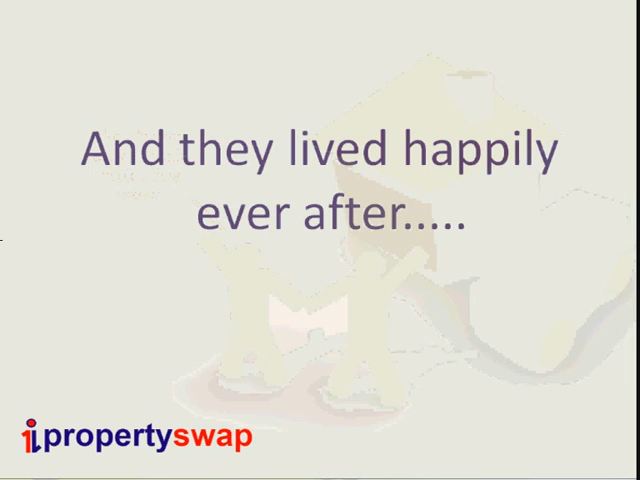 And they lived happily
ever after.....
ipropertyswap